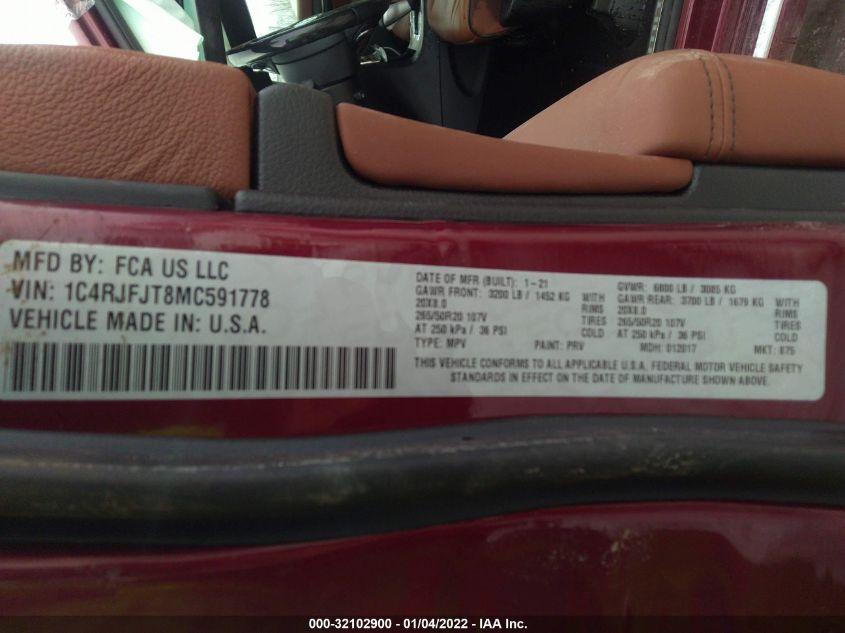 MFD BY: FCA US LLC
VIN: 1C4RJFJT8MC591778
VEHICLE MADE IN: U.S.A.
DATE OF MFR (BUILT): 1-21
GAWR FRONT: 3200 LB / 1452 KG WITH
20X8.0 RIMS
265/50R20 107V TIRES
AT 250 kPa / 36 PSI COLD
TYPE: MPV PAINT: PRV
GVWR: 6800 LB / 3085 KG
GAWR REAR: 3700 LB / 1679 KG WITH
20X8.0 RIMS
265/50R20 107V TIRES
AT 250 kPa / 36 PSI COLD
MDH: 012017 MKT: 875
THIS VEHICLE CONFORMS TO ALL APPLICABLE U.S.A. FEDERAL MOTOR VEHICLE SAFETY
STANDARDS IN EFFECT ON THE DATE OF MANUFACTURE SHOWN ABOVE.
000-32102900 - 01/04/2022 - IAA Inc.